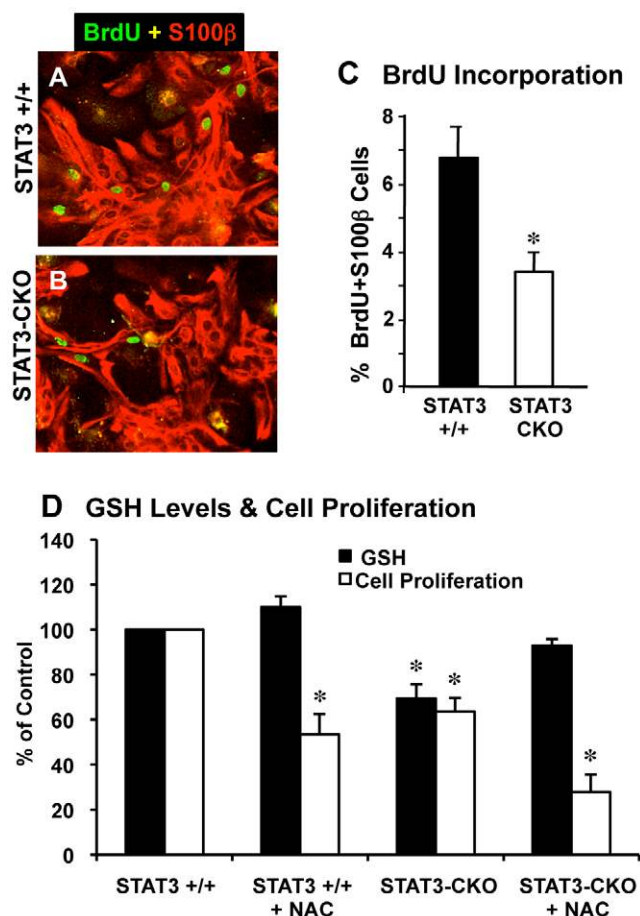 BrdU + S100β
A
STAT3 +/+
B
STAT3-CKO
C BrdU Incorporation
% BrdU+S100β Cells
8
6
4
2
0
*
STAT3
+/+
STAT3
CKO
D GSH Levels & Cell Proliferation
% of Control
140
120
100
80
60
40
20
0
GSH
Cell Proliferation
*
* *
*
STAT3 +/+
STAT3 +/+
+ NAC
STAT3-CKO
STAT3-CKO
+ NAC